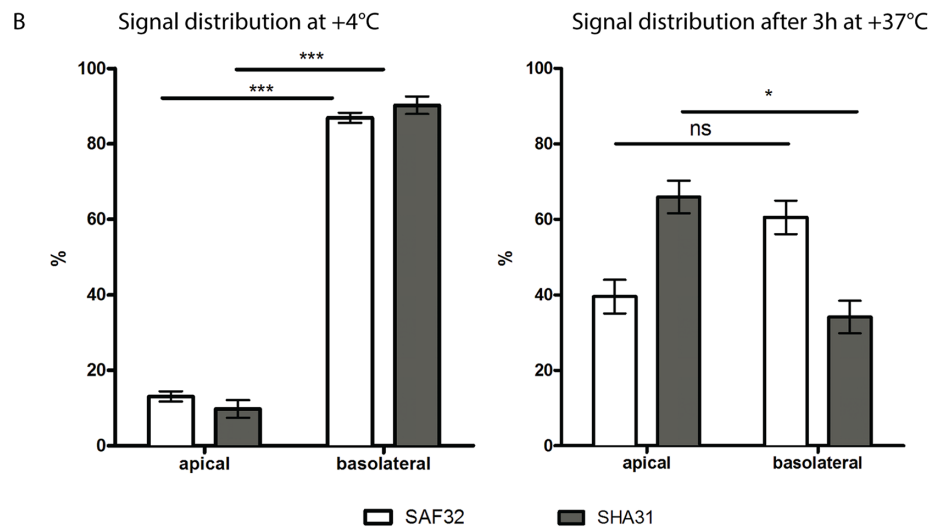 B
Signal distribution at +4°C
Signal distribution after 3h at +37°C
***
***
100
80
60
40
20
0
%
apical
basolateral
*
ns
100
80
60
40
20
0
%
apical
basolateral
SAF32
SHA31